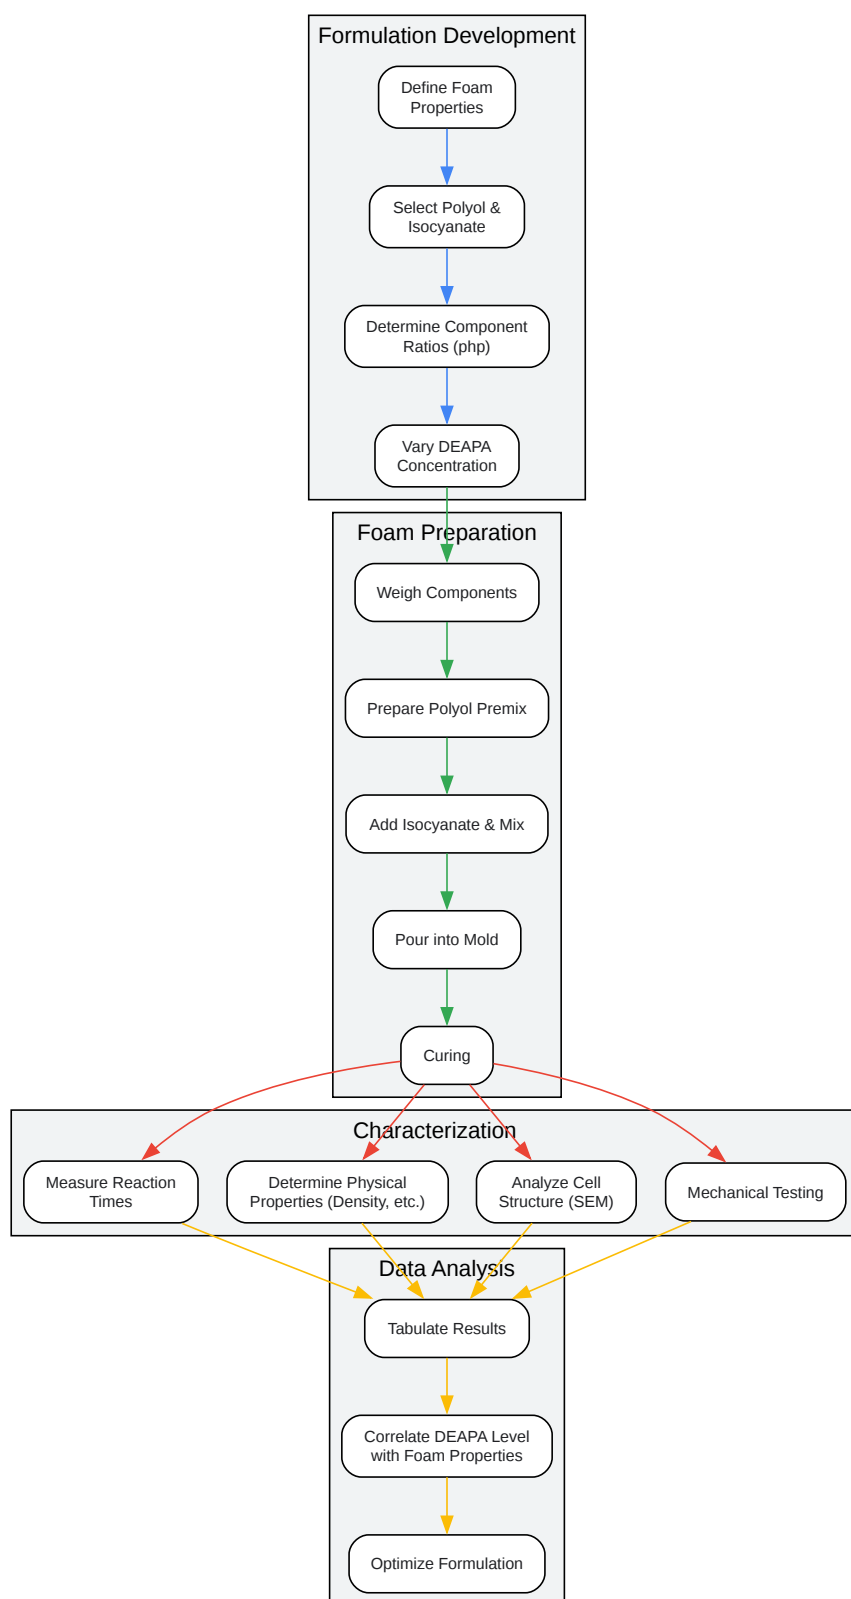 Formulation Development
Define Foam
Properties
Select Polyol &
Isocyanate
Determine Component
Ratios (php)
Vary DEAPA
Concentration
Foam Preparation
Weigh Components
Prepare Polyol Premix
Add Isocyanate & Mix
Pour into Mold
Curing
Characterization
Measure Reaction
Times
Determine Physical
Properties (Density, etc.)
Analyze Cell
Structure (SEM)
Mechanical Testing
Data Analysis
Tabulate Results
Correlate DEAPA Level
with Foam Properties
Optimize Formulation